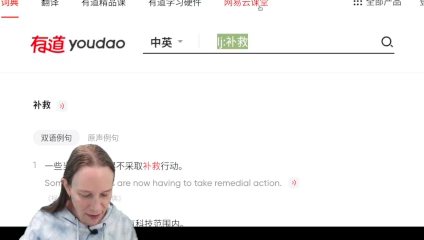 词典 翻译 有道精品课 有道学习硬件 网易云课堂 全部产品
有道 youdao 中英 lj:补救
补救
双语例句 原声例句
1 一些 不采取补救行动。
are now having to take remedial action.
科技范围内。